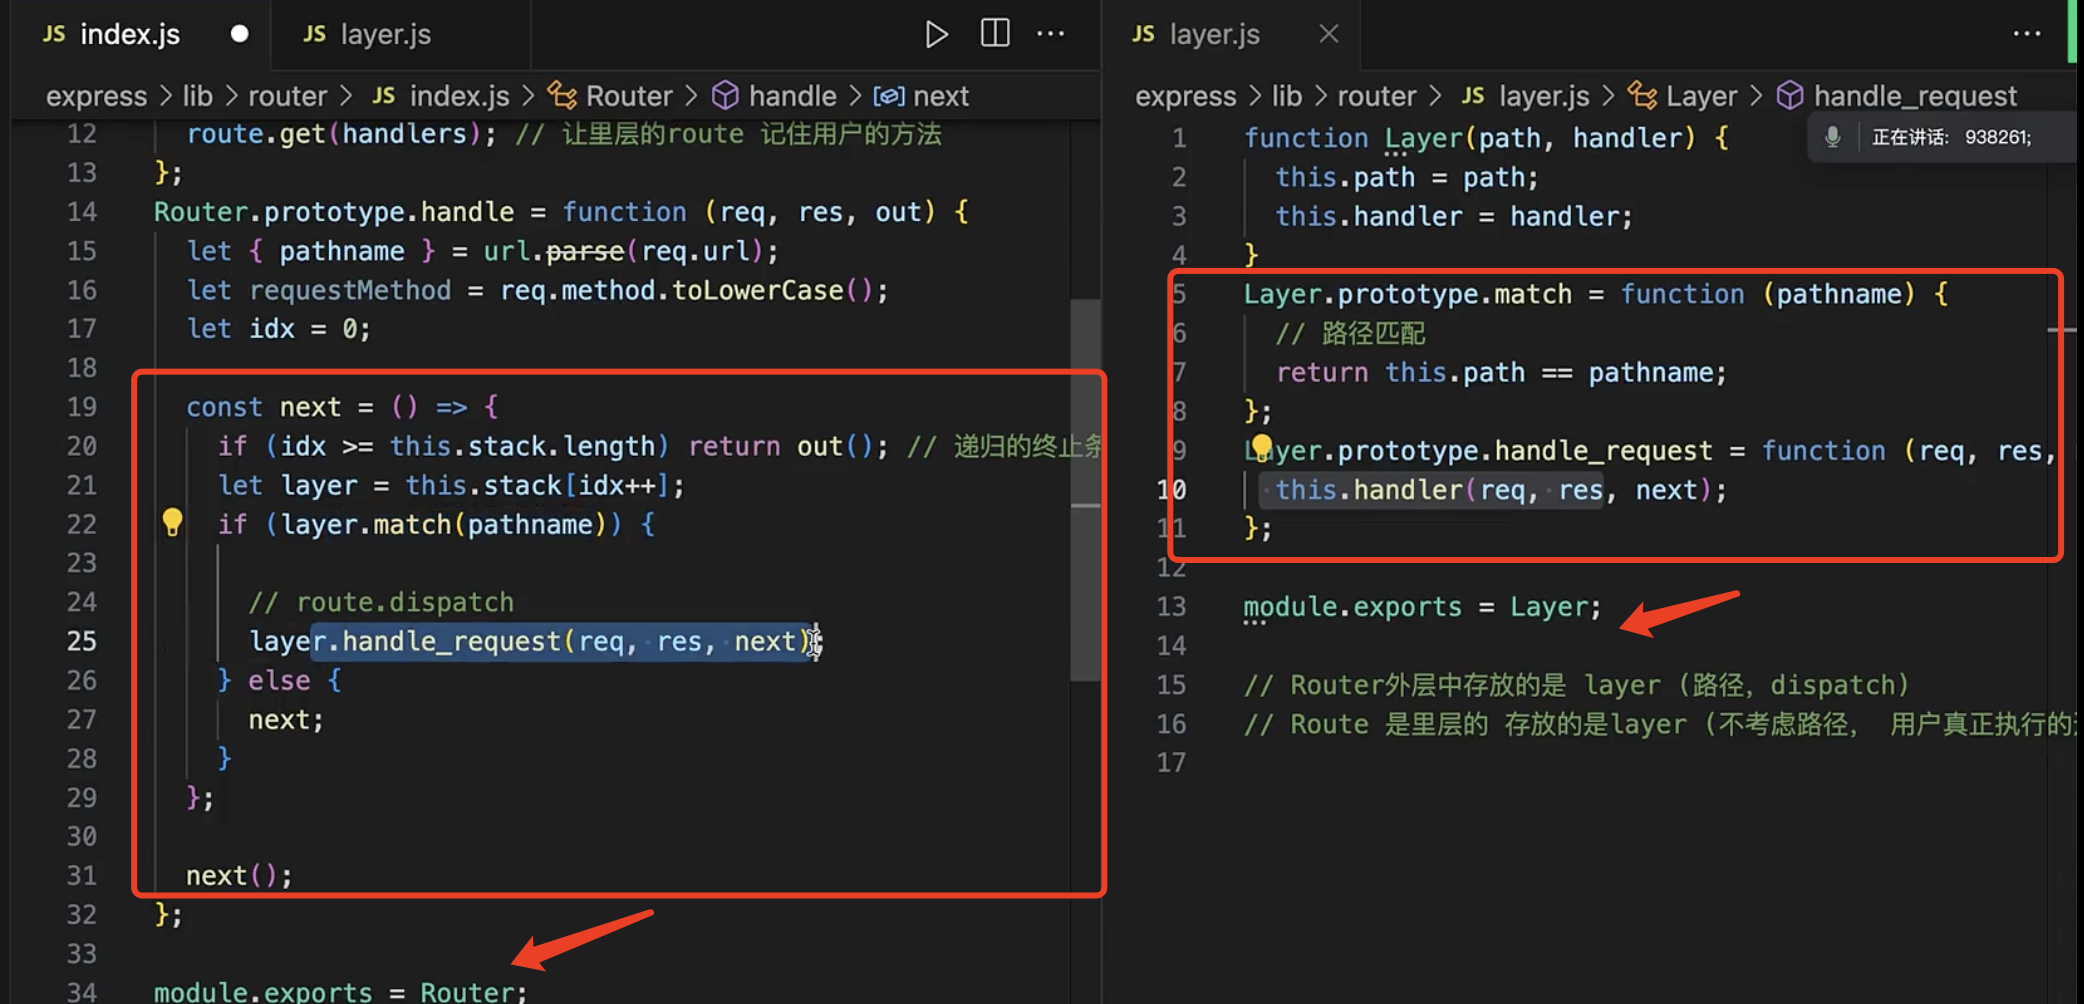 JS index.js
JS layer.js
express > lib > router > JS index.js > Router > handle > next
12 route.get(handlers); // 让里层的route 记住用户的方法
13 };
14 Router.prototype.handle = function (req, res, out) {
15 let { pathname } = url.parse(req.url);
16 let requestMethod = req.method.toLowerCase();
17 let idx = 0;
18
19 const next = () => {
20 if (idx >= this.stack.length) return out(); // 递归的终止条
21 let layer = this.stack[idx++];
22 if (layer.match(pathname)) {
23
24 // route.dispatch
25 layer.handle_request(req, res, next);
26 } else {
27 next;
28 }
29 };
30
31 next();
32 };
33
34 module.exports = Router;
JS layer.js
express > lib > router > JS layer.js > Layer > handle_request
正在讲话: 938261;
1 function Layer(path, handler) {
2 this.path = path;
3 this.handler = handler;
4 }
5 Layer.prototype.match = function (pathname) {
6 // 路径匹配
7 return this.path == pathname;
8 };
9 Layer.prototype.handle_request = function (req, res,
10 this.handler(req, res, next);
11 };
12
13 module.exports = Layer;
14
15 // Router外层中存放的是 layer (路径, dispatch)
16 // Route 是里层的 存放的是layer (不考虑路径, 用户真正执行的
17